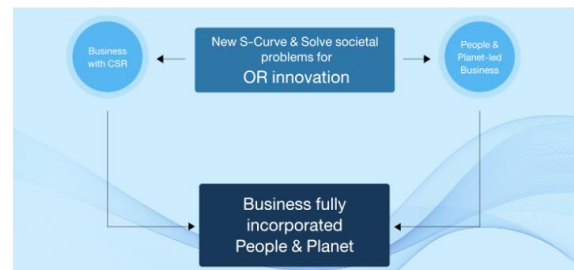 Business
with CSR
New S-Curve & Solve societal
problems for
OR innovation
People &
Planet-led
Business
Business fully
incorporated
People & Planet